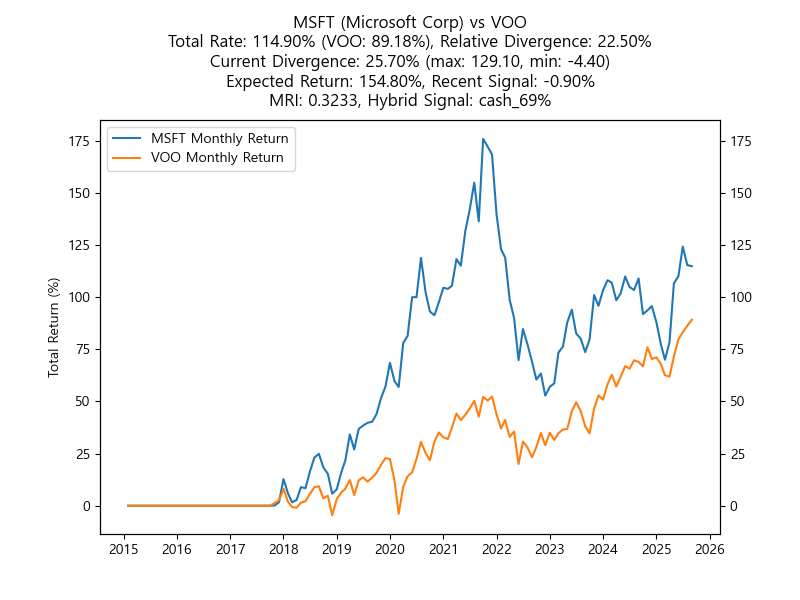 MSFT (Microsoft Corp) vs VOO
Total Rate: 114.90% (VOO: 89.18%), Relative Divergence: 22.50%
Current Divergence: 25.70% (max: 129.10, min: -4.40)
Expected Return: 154.80%, Recent Signal: -0.90%
MRI: 0.3233, Hybrid Signal: cash_69%
MSFT Monthly Return
VOO Monthly Return
Total Return (%)
175
150
125
100
75
50
25
0
175
150
125
100
75
50
25
0
2015 2016 2017 2018 2019 2020 2021 2022 2023 2024 2025 2026